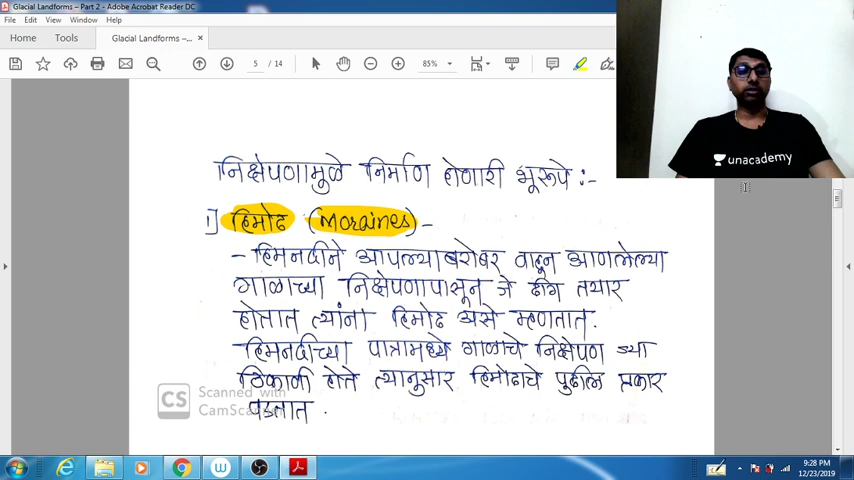 Glacial Landforms – Part 2 - Adobe Acrobat Reader DC
File Edit View Window Help
Home Tools Glacial Landforms –... ×
5 / 14 85%
unacademy
निक्षेपणामुळे निर्माण होणारी भूरूपे :-
1] हिमोढ (Moraines) -
- हिमनदीने आपल्याबरोबर वाहून आणलेल्या
गाळाच्या निक्षेपणापासून जे ढीग तयार
होतात त्यांना हिमोढ असे म्हणतात.
हिमनदीच्या पात्रामध्ये गाळाचे निक्षेपण ज्या
ठिकाणी होते त्यानुसार हिमोढाचे पुढील प्रकार
पडतात .
CS Scanned with
CamScanner
9:28 PM
12/23/2019